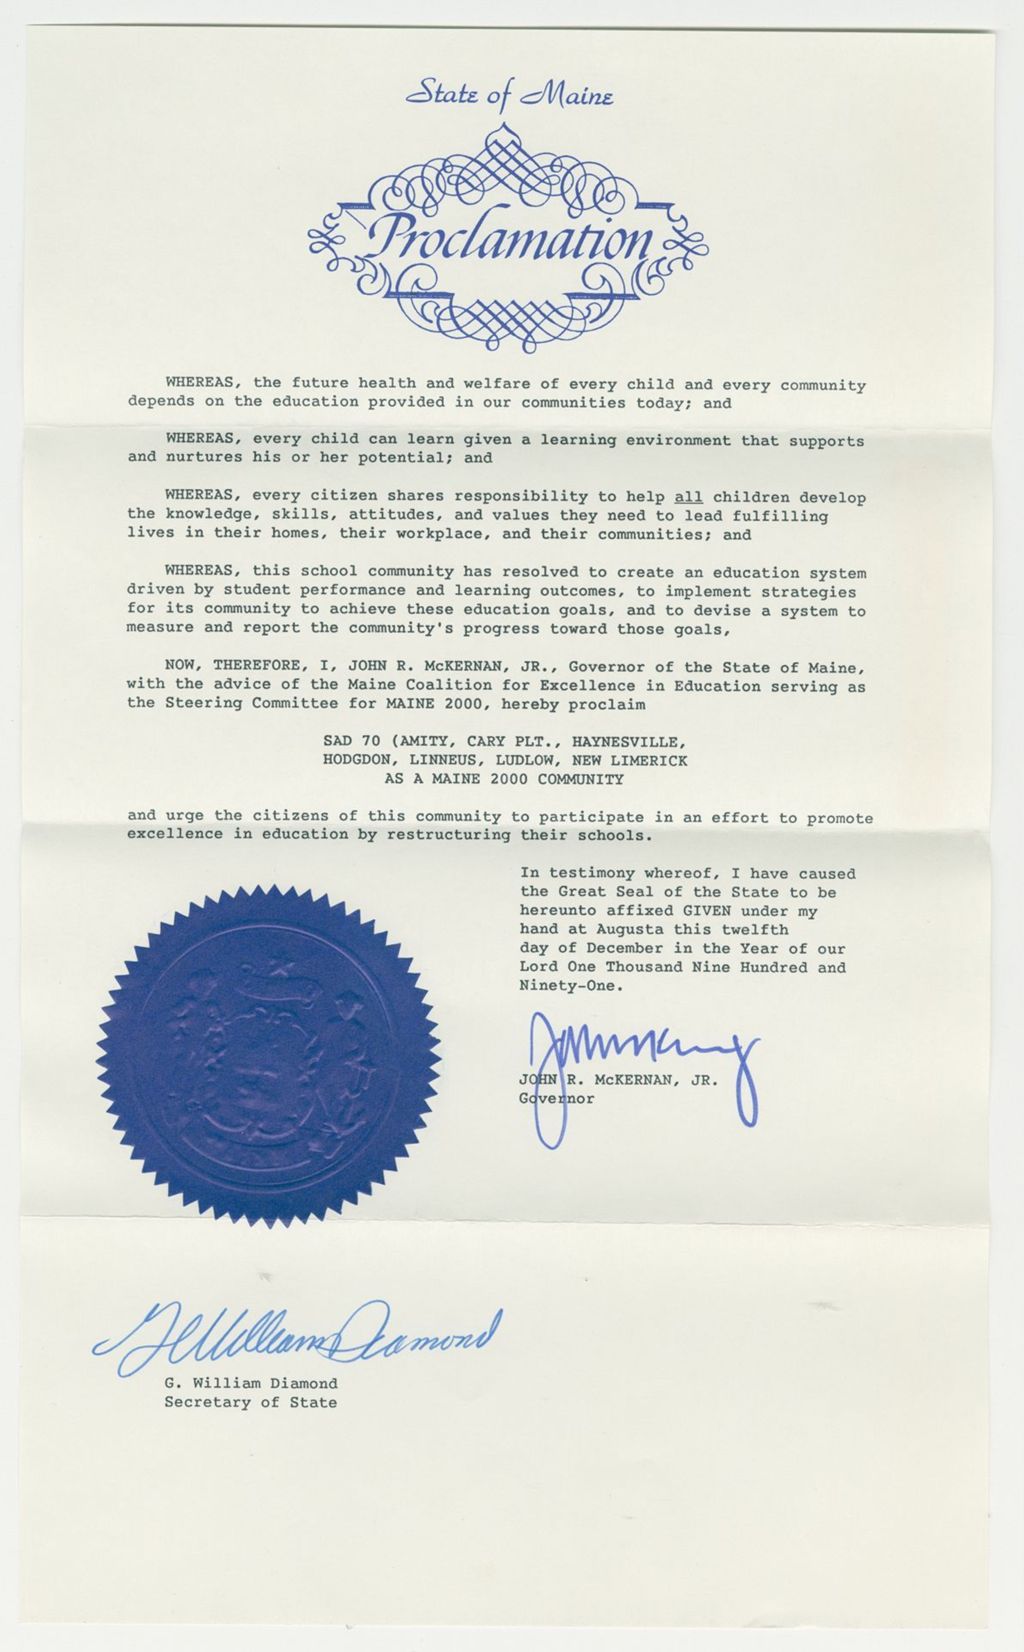 State of Maine
Proclamation
WHEREAS, the future health and welfare of every child and every community
depends on the education provided in our communities today; and
WHEREAS, every child can learn given a learning environment that supports
and nurtures his or her potential; and
WHEREAS, every citizen shares responsibility to help all children develop
the knowledge, skills, attitudes, and values they need to lead fulfilling
lives in their homes, their workplace, and their communities; and
WHEREAS, this school community has resolved to create an education system
driven by student performance and learning outcomes, to implement strategies
for its community to achieve these education goals, and to devise a system to
measure and report the community's progress toward those goals,
NOW, THEREFORE, I, JOHN R. McKERNAN, JR., Governor of the State of Maine,
with the advice of the Maine Coalition for Excellence in Education serving as
the Steering Committee for MAINE 2000, hereby proclaim
SAD 70 (AMITY, CARY PLT., HAYNESVILLE,
HODGDON, LINNEUS, LUDLOW, NEW LIMERICK
AS A MAINE 2000 COMMUNITY
and urge the citizens of this community to participate in an effort to promote
excellence in education by restructuring their schools.
In testimony whereof, I have caused
the Great Seal of the State to be
hereunto affixed GIVEN under my
hand at Augusta this twelfth
day of December in the Year of our
Lord One Thousand Nine Hundred and
Ninety-One.
JOHN R. McKERNAN, JR.
Governor
G William Diamond
G. William Diamond
Secretary of State